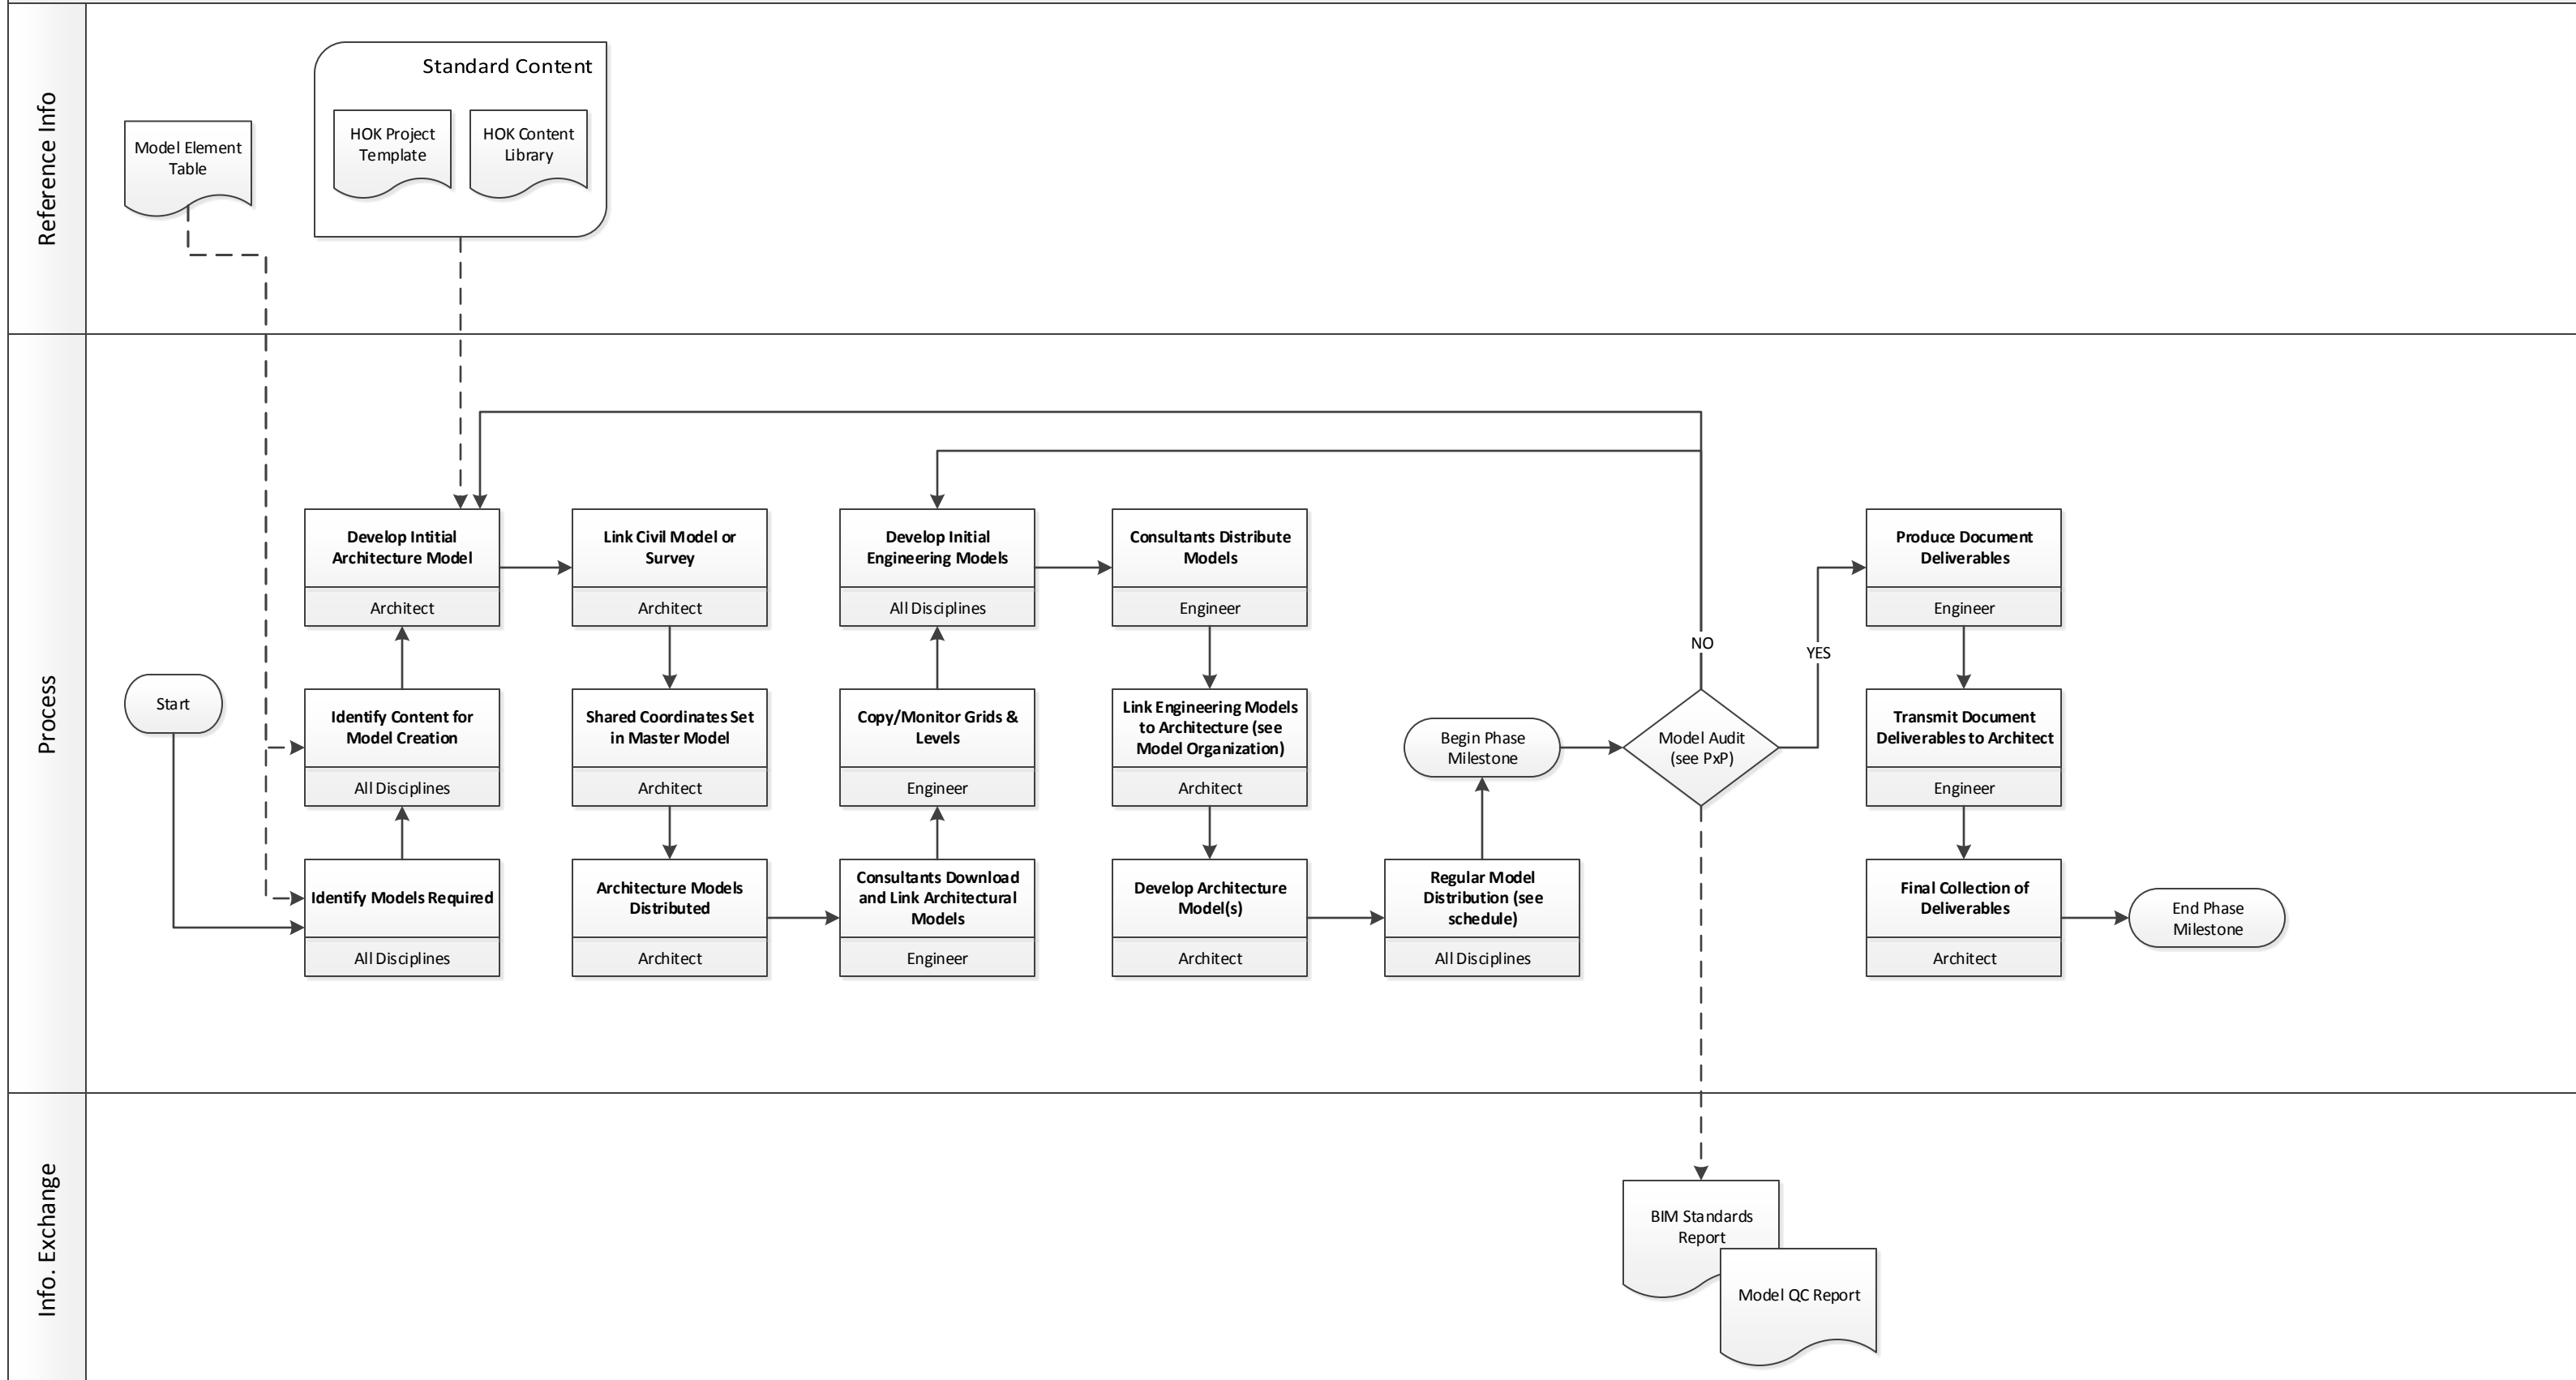 Reference Info
Standard Content
Model Element
Table
HOK Project
Template
HOK Content
Library
Process
Start
Develop Intitial
Architecture Model
Architect
Identify Content for
Model Creation
All Disciplines
Identify Models Required
All Disciplines
Link Civil Model or
Survey
Architect
Shared Coordinates Set
in Master Model
Architect
Architecture Models
Distributed
Architect
Develop Initial
Engineering Models
All Disciplines
Copy/Monitor Grids &
Levels
Engineer
Consultants Download
and Link Architectural
Models
Engineer
Consultants Distribute
Models
Engineer
Link Engineering Models
to Architecture (see
Model Organization)
Architect
Develop Architecture
Model(s)
Architect
Begin Phase
Milestone
Regular Model
Distribution (see
schedule)
All Disciplines
NO
Model Audit
(see PxP)
YES
Produce Document
Deliverables
Engineer
Transmit Document
Deliverables to Architect
Engineer
Final Collection of
Deliverables
Architect
End Phase
Milestone
Info. Exchange
BIM Standards
Report
Model QC Report